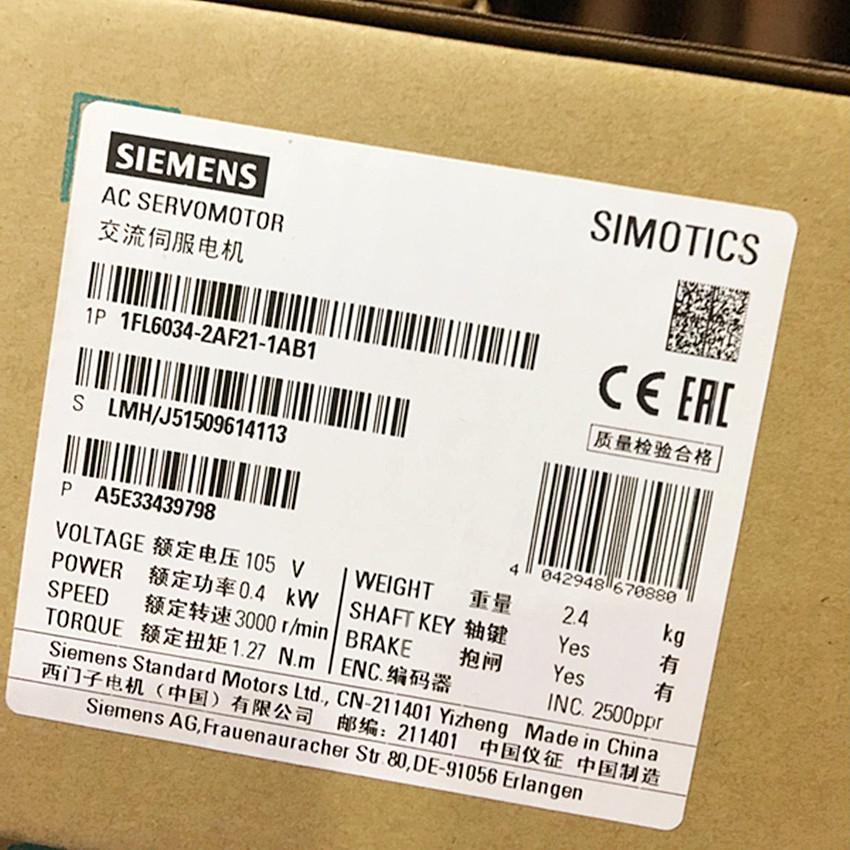 SIEMENS
AC SERVOMOTOR
交流伺服电机
SIMOTICS
1P 1FL6034-2AF21-1AB1
S LMH/J51509614113
P A5E33439798
CE EAC
质量检验合格
4 042948 670880
VOLTAGE 额定电压 105 V
POWER 额定功率 0.4 kW
SPEED 额定转速 3000 r/min
TORQUE 额定扭矩 1.27 N.m
WEIGHT 重量 2.4 kg
SHAFT KEY 轴键 Yes 有
BRAKE 抱闸 Yes 有
ENC. 编码器 INC. 2500ppr
Siemens Standard Motors Ltd., CN-211401 Yizheng Made in China
西门子电机（中国）有限公司 邮编：211401 中国仪征 中国制造
Siemens AG,Frauenauracher Str.80,DE-91056 Erlangen